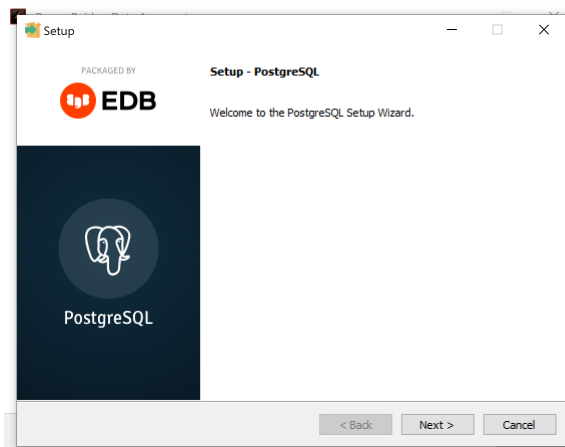 Setup
PACKAGED BY
EDB
Setup - PostgreSQL
Welcome to the PostgreSQL Setup Wizard.
PostgreSQL
< Back
Next >
Cancel